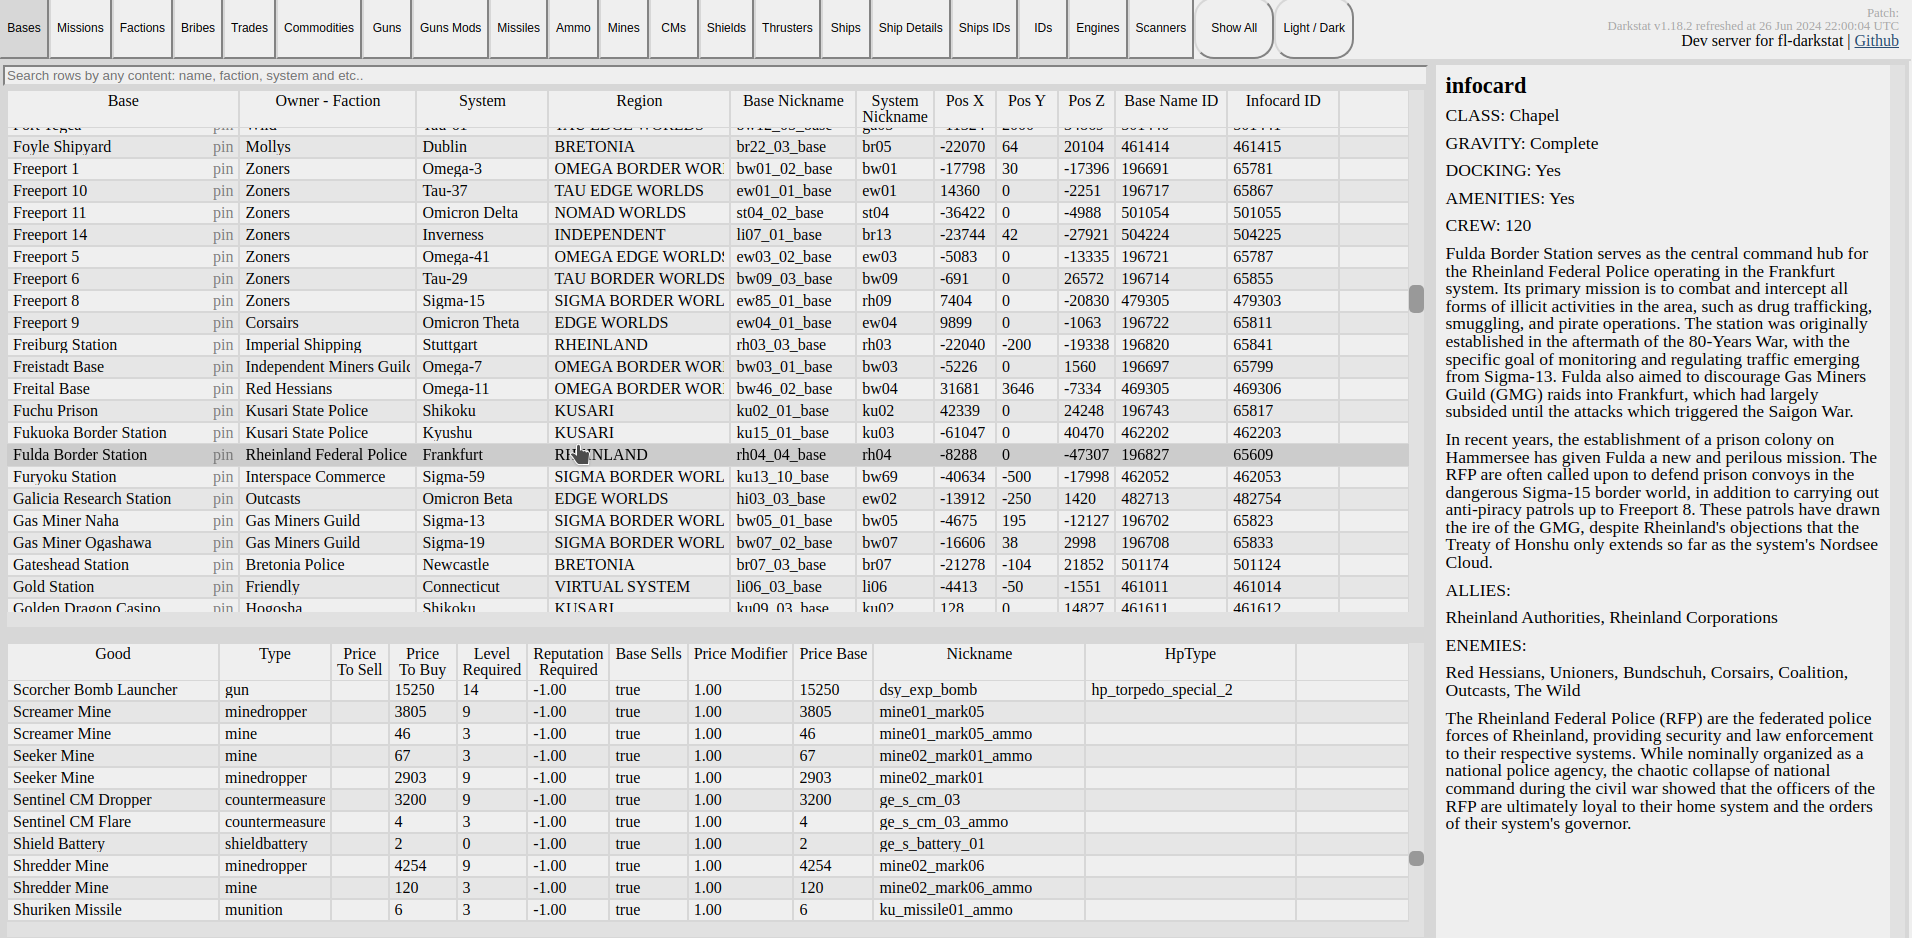 Bases Missions Factions Bribes Trades Commodities Guns Guns Mods Missiles Ammo Mines CMs Shields Thrusters Ships Ship Details Ships IDs IDs Engines Scanners Show All Light / Dark
Patch:
Darkstat v1.18.2 refreshed at 26 Jun 2024 22:00:04 UTC
Dev server for fl-darkstat | Github
Search rows by any content: name, faction, system and etc..
Base Owner - Faction System Region Base Nickname System Nickname Pos X Pos Y Pos Z Base Name ID Infocard ID
Foyle Shipyard pin Mollys Dublin BRETONIA br22_03_base br05 -22070 64 20104 461414 461415
Freeport 1 pin Zoners Omega-3 OMEGA BORDER WOR bw01_02_base bw01 -17798 30 -17396 196691 65781
Freeport 10 pin Zoners Tau-37 TAU EDGE WORLDS ew01_01_base ew01 14360 0 -2251 196717 65867
Freeport 11 pin Zoners Omicron Delta NOMAD WORLDS st04_02_base st04 -36422 0 -4988 501054 501055
Freeport 14 pin Zoners Inverness INDEPENDENT li07_01_base br13 -23744 42 -27921 504224 504225
Freeport 5 pin Zoners Omega-41 OMEGA EDGE WORLDS ew03_02_base ew03 -5083 0 -13335 196721 65787
Freeport 6 pin Zoners Tau-29 TAU BORDER WORLDS bw09_03_base bw09 -691 0 26572 196714 65855
Freeport 8 pin Zoners Sigma-15 SIGMA BORDER WORL ew85_01_base rh09 7404 0 -20830 479305 479303
Freeport 9 pin Corsairs Omicron Theta EDGE WORLDS ew04_01_base ew04 9899 0 -1063 196722 65811
Freiburg Station pin Imperial Shipping Stuttgart RHEINLAND rh03_03_base rh03 -22040 -200 -19338 196820 65841
Freistadt Base pin Independent Miners Guild Omega-7 OMEGA BORDER WOR bw03_01_base bw03 -5226 0 1560 196697 65799
Freital Base pin Red Hessians Omega-11 OMEGA BORDER WOR bw46_02_base bw04 31681 3646 -7334 469305 469306
Fuchu Prison pin Kusari State Police Shikoku KUSARI ku02_01_base ku02 42339 0 24248 196743 65817
Fukuoka Border Station pin Kusari State Police Kyushu KUSARI ku15_01_base ku03 -61047 0 40470 462202 462203
Fulda Border Station pin Rheinland Federal Police Frankfurt RHEINLAND rh04_04_base rh04 -8288 0 -47307 196827 65609
Furyoku Station pin Interspace Commerce Sigma-59 SIGMA BORDER WORL ku13_10_base bw69 -40634 -500 -17998 462052 462053
Galicia Research Station pin Outcasts Omicron Beta EDGE WORLDS hi03_03_base ew02 -13912 -250 1420 482713 482754
Gas Miner Naha pin Gas Miners Guild Sigma-13 SIGMA BORDER WORL bw05_01_base bw05 -4675 195 -12127 196702 65823
Gas Miner Ogashawa pin Gas Miners Guild Sigma-19 SIGMA BORDER WORL bw07_02_base bw07 -16606 38 2998 196708 65833
Gateshead Station pin Bretonia Police Newcastle BRETONIA br07_03_base br07 -21278 -104 21852 501174 501124
Gold Station pin Friendly Connecticut VIRTUAL SYSTEM li06_03_base li06 -4413 -50 -1551 461011 461014
Golden Dragon Casino pin Hogosha Shikoku KUSARI ku09_03_base ku02 128 0 14827 461611 461612
Good Type Price To Sell Price To Buy Level Required Reputation Required Base Sells Price Modifier Price Base Nickname HpType
Scorcher Bomb Launcher gun 15250 14 -1.00 true 1.00 15250 dsy_exp_bomb hp_torpedo_special_2
Screamer Mine minedropper 3805 9 -1.00 true 1.00 3805 mine01_mark05
Screamer Mine mine 46 3 -1.00 true 1.00 46 mine01_mark05_ammo
Seeker Mine mine 67 3 -1.00 true 1.00 67 mine02_mark01_ammo
Seeker Mine minedropper 2903 9 -1.00 true 1.00 2903 mine02_mark01
Sentinel CM Dropper countermeasure 3200 9 -1.00 true 1.00 3200 ge_s_cm_03
Sentinel CM Flare countermeasure 4 3 -1.00 true 1.00 4 ge_s_cm_03_ammo
Shield Battery shieldbattery 2 0 -1.00 true 1.00 2 ge_s_battery_01
Shredder Mine minedropper 4254 9 -1.00 true 1.00 4254 mine02_mark06
Shredder Mine mine 120 3 -1.00 true 1.00 120 mine02_mark06_ammo
Shuriken Missile munition 6 3 -1.00 true 1.00 6 ku_missile01_ammo
infocard
CLASS: Chapel
GRAVITY: Complete
DOCKING: Yes
AMENITIES: Yes
CREW: 120
Fulda Border Station serves as the central command hub for
the Rheinland Federal Police operating in the Frankfurt
system. Its primary mission is to combat and intercept all
forms of illicit activities in the area, such as drug trafficking,
smuggling, and pirate operations. The station was originally
established in the aftermath of the 80-Years War, with the
specific goal of monitoring and regulating traffic emerging
from Sigma-13. Fulda also aimed to discourage Gas Miners
Guild (GMG) raids into Frankfurt, which had largely
subsided until the attacks which triggered the Saigon War.
In recent years, the establishment of a prison colony on
Hammersee has given Fulda a new and perilous mission. The
RFP are often called upon to defend prison convoys in the
dangerous Sigma-15 border world, in addition to carrying out
anti-piracy patrols up to Freeport 8. These patrols have drawn
the ire of the GMG, despite Rheinland's objections that the
Treaty of Honshu only extends so far as the system's Nordsee
Cloud.
ALLIES:
Rheinland Authorities, Rheinland Corporations
ENEMIES:
Red Hessians, Unioners, Bundschuh, Corsairs, Coalition,
Outcasts, The Wild
The Rheinland Federal Police (RFP) are the federated police
forces of Rheinland, providing security and law enforcement
to their respective systems. While nominally organized as a
national police agency, the chaotic collapse of national
command during the civil war showed that the officers of the
RFP are ultimately loyal to their home system and the orders
of their system's governor.